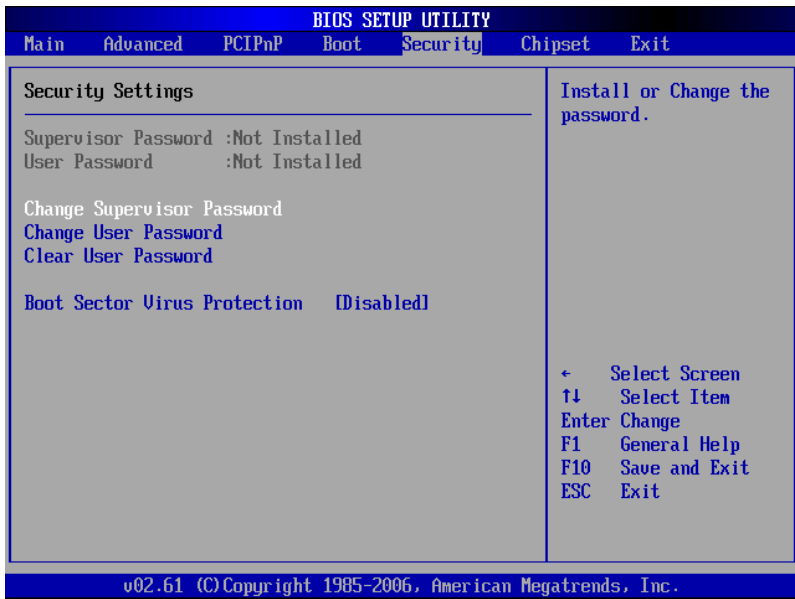 BIOS SETUP UTILITY
Main Advanced PCIPnP Boot Security Chipset Exit
Security Settings
Supervisor Password :Not Installed
User Password :Not Installed
Change Supervisor Password
Change User Password
Clear User Password
Boot Sector Virus Protection [Disabled]
Install or Change the
password.
← Select Screen
↑↓ Select Item
Enter Change
F1 General Help
F10 Save and Exit
ESC Exit
v02.61 (C)Copyright 1985-2006, American Megatrends, Inc.